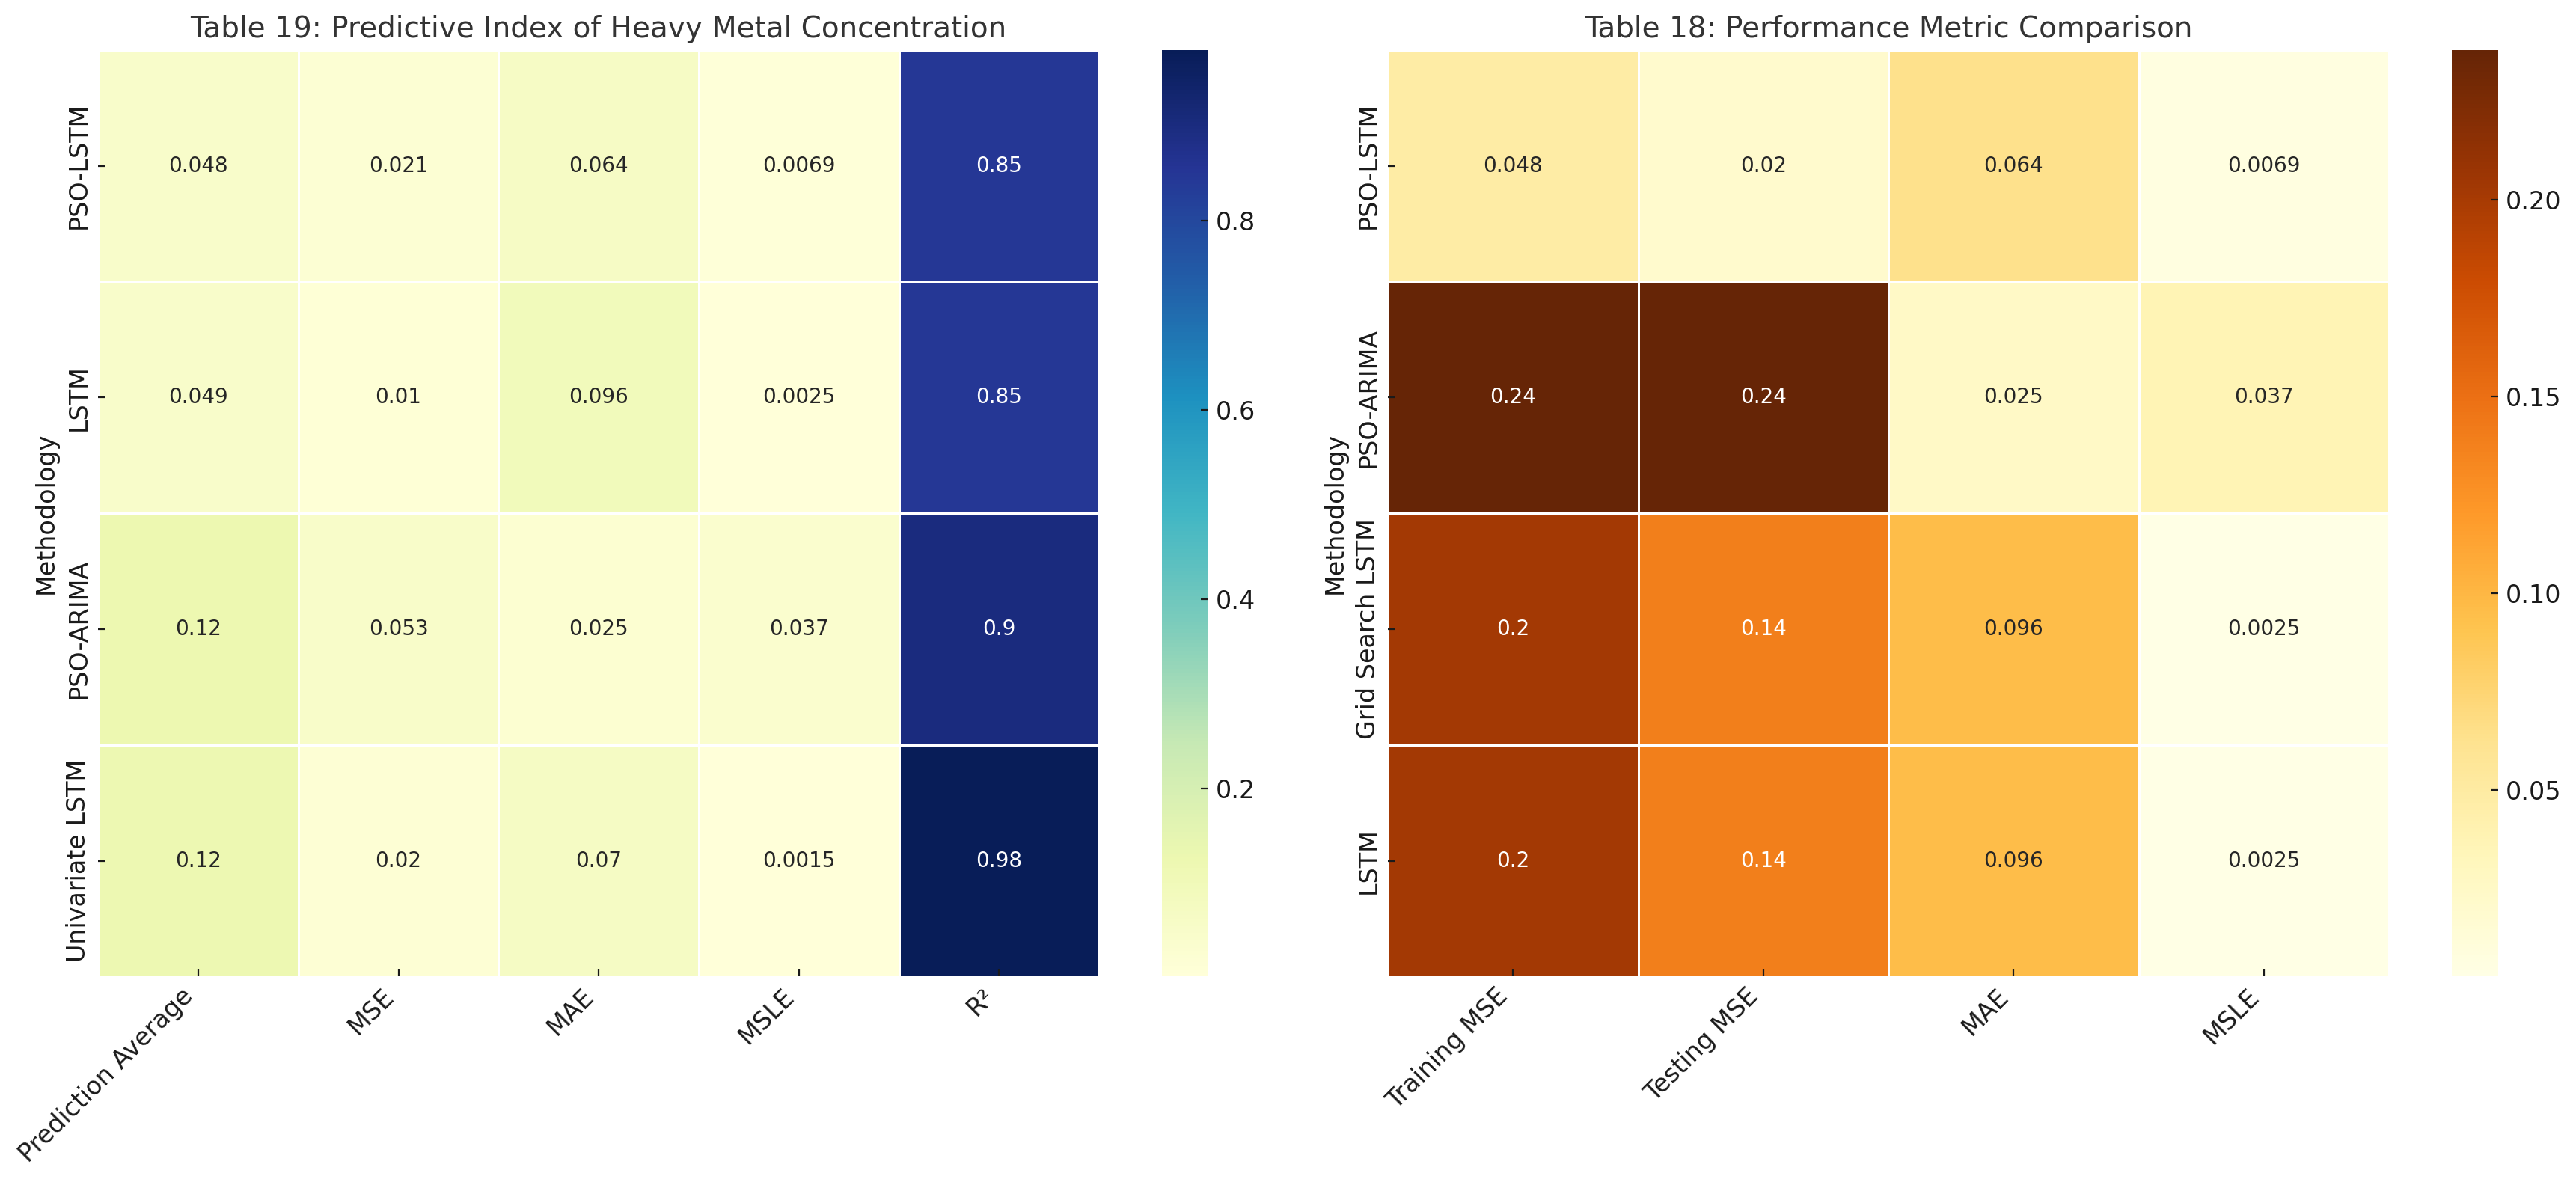 Table 19: Predictive Index of Heavy Metal Concentration
Methodology
PSO-LSTM
0.048 0.021 0.064 0.0069 0.85
LSTM
0.049 0.01 0.096 0.0025 0.85
PSO-ARIMA
0.12 0.053 0.025 0.037 0.9
Univariate LSTM
0.12 0.02 0.07 0.0015 0.98
Prediction Average
MSE
MAE
MSLE
R²
0.8
0.6
0.4
0.2
Table 18: Performance Metric Comparison
Methodology
PSO-LSTM
0.048 0.02 0.064 0.0069
PSO-ARIMA
0.24 0.24 0.025 0.037
Grid Search LSTM
0.2 0.14 0.096 0.0025
LSTM
0.2 0.14 0.096 0.0025
Training MSE
Testing MSE
MAE
MSLE
0.20
0.15
0.10
0.05